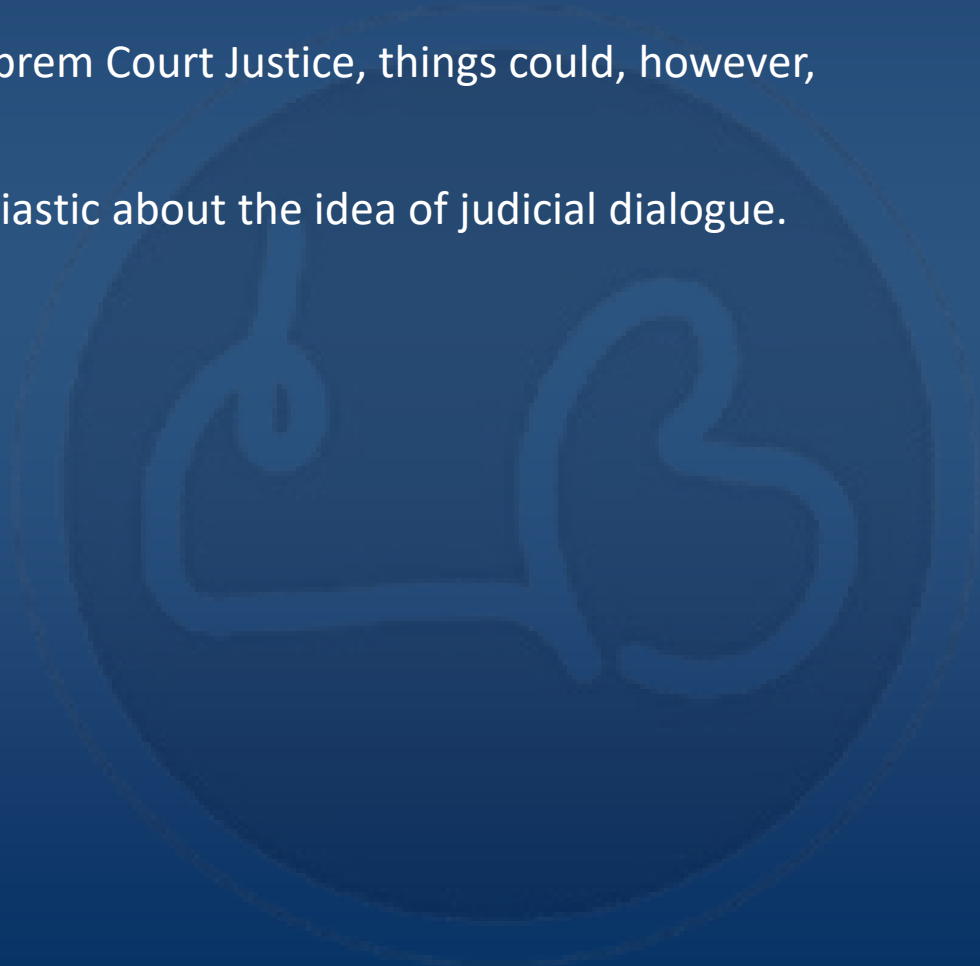 prem Court Justice, things could, however,
iastic about the idea of judicial dialogue.